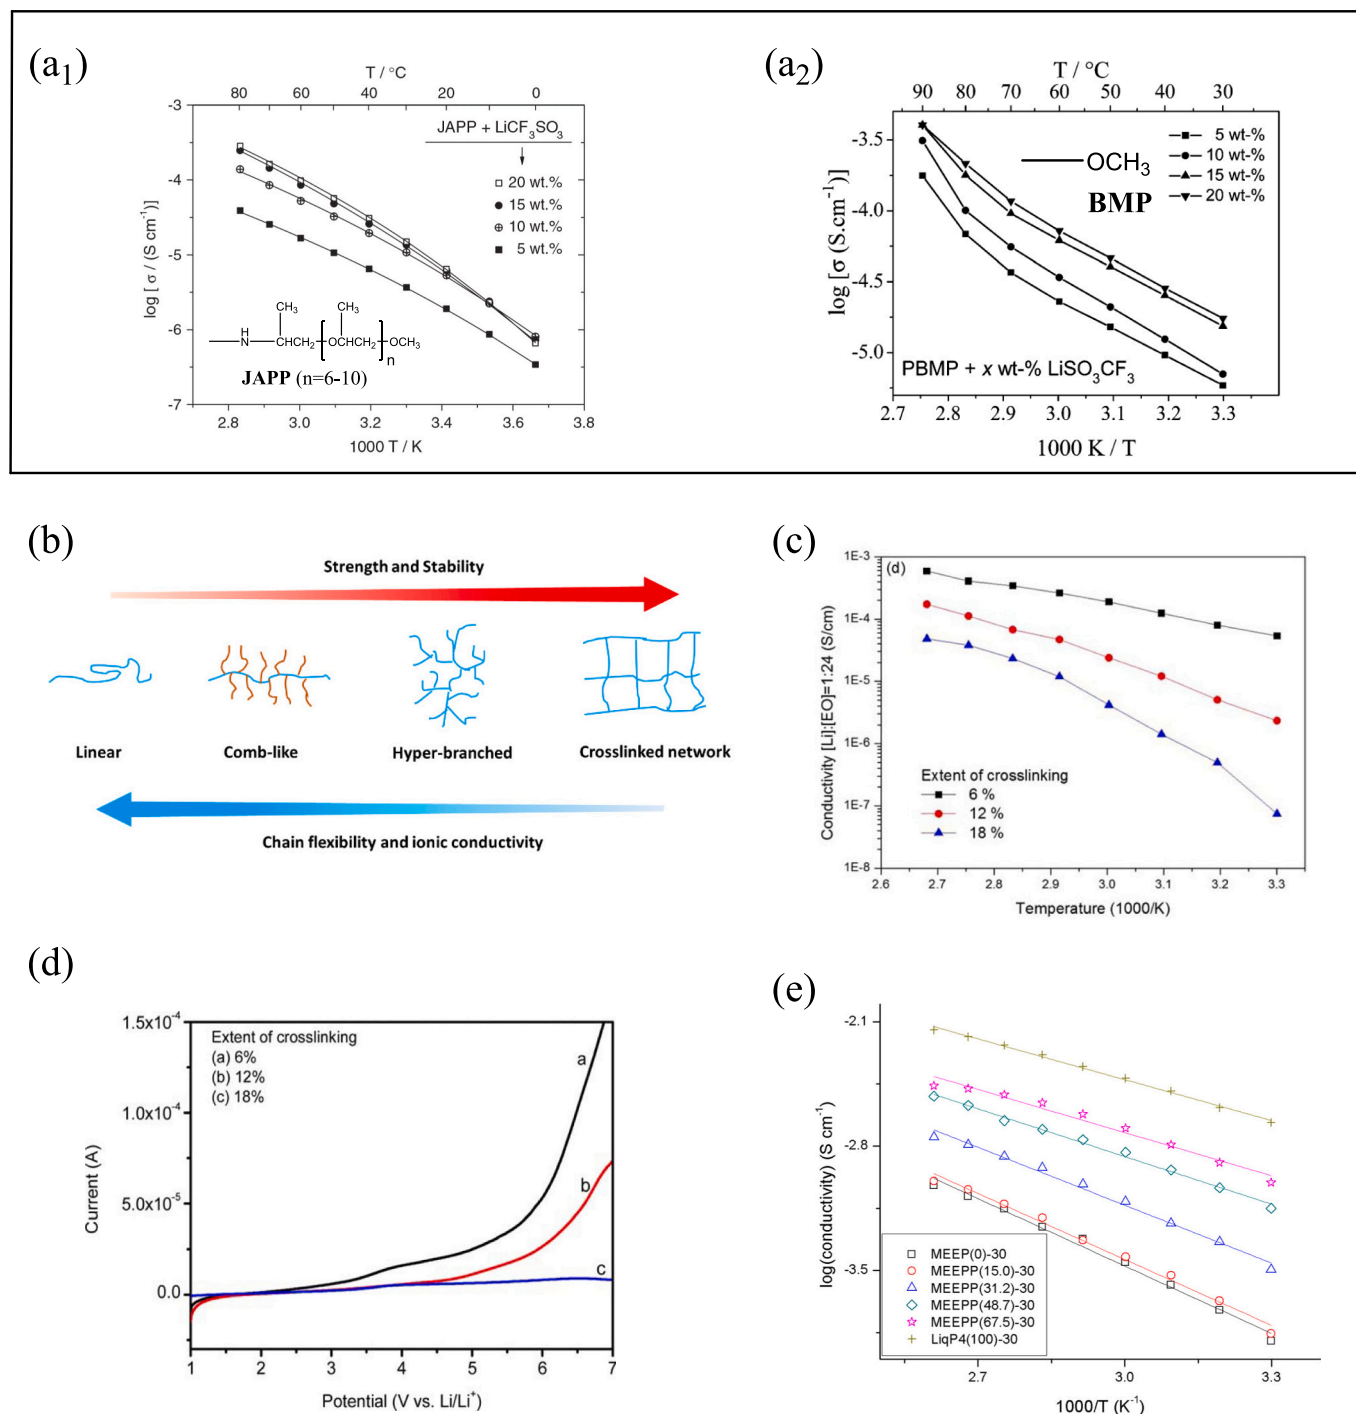 (a1)
T / °C
80 60 40 20 0
-3
-4
-5
-6
-7
log [ σ / (S cm-1)]
JAPP + LiCF3SO3
20 wt.%
15 wt.%
10 wt.%
5 wt.%
CH3 CH3
H
N CHCH2 OCHCH2 OCH3
n
JAPP (n=6-10)
2.8 3.0 3.2 3.4 3.6 3.8
1000 T / K
(a2)
T / °C
90 80 70 60 50 40 30
-3.5
-4.0
-4.5
-5.0
log [σ (S.cm-1)]
5 wt-%
10 wt-%
15 wt-%
20 wt-%
OCH3
BMP
PBMP + x wt-% LiSO3CF3
2.7 2.8 2.9 3.0 3.1 3.2 3.3
1000 K / T
(b)
Strength and Stability
Linear Comb-like Hyper-branched Crosslinked network
Chain flexibility and ionic conductivity
(c)
(d)
1E-3
1E-4
1E-5
1E-6
1E-7
1E-8
Conductivity [Li]:[EO]=1:24 (S/cm)
Extent of crosslinking
6 %
12 %
18 %
2.6 2.7 2.8 2.9 3.0 3.1 3.2 3.3
Temperature (1000/K)
(d)
1.5x10-4
1.0x10-4
5.0x10-5
0.0
Current (A)
Extent of crosslinking
(a) 6%
(b) 12%
(c) 18%
a
b
c
1 2 3 4 5 6 7
Potential (V vs. Li/Li+)
(e)
-2.1
-2.8
-3.5
log(conductivity) (S cm-1)
MEEP(0)-30
MEEPP(15.0)-30
MEEPP(31.2)-30
MEEPP(48.7)-30
MEEPP(67.5)-30
LiqP4(100)-30
2.7 3.0 3.3
1000/T (K-1)